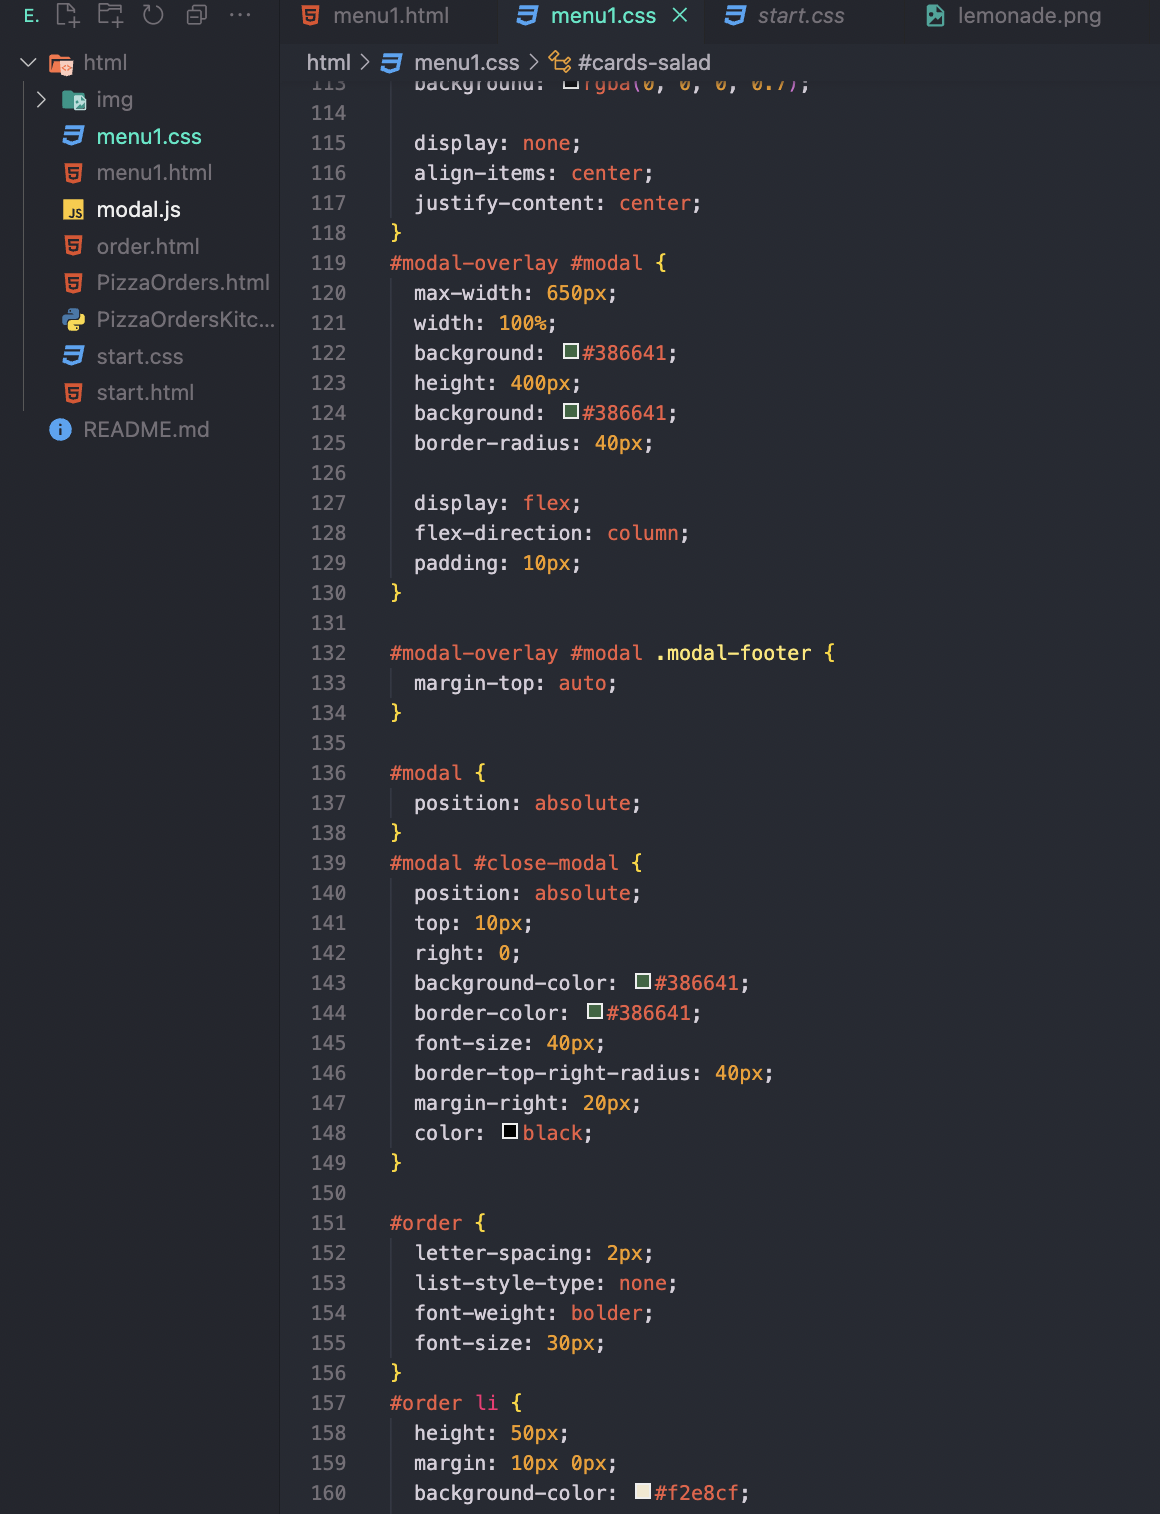 E.
menu1.html
menu1.css
start.css
lemonade.png
html
img
menu1.css
menu1.html
modal.js
order.html
PizzaOrders.html
PizzaOrdersKitc...
start.css
start.html
README.md
html > menu1.css > #cards-salad
113 background: rgba(0, 0, 0, 0.7);
114
115 display: none;
116 align-items: center;
117 justify-content: center;
118 }
119 #modal-overlay #modal {
120 max-width: 650px;
121 width: 100%;
122 background: #386641;
123 height: 400px;
124 background: #386641;
125 border-radius: 40px;
126
127 display: flex;
128 flex-direction: column;
129 padding: 10px;
130 }
131
132 #modal-overlay #modal .modal-footer {
133 margin-top: auto;
134 }
135
136 #modal {
137 position: absolute;
138 }
139 #modal #close-modal {
140 position: absolute;
141 top: 10px;
142 right: 0;
143 background-color: #386641;
144 border-color: #386641;
145 font-size: 40px;
146 border-top-right-radius: 40px;
147 margin-right: 20px;
148 color: black;
149 }
150
151 #order {
152 letter-spacing: 2px;
153 list-style-type: none;
154 font-weight: bolder;
155 font-size: 30px;
156 }
157 #order li {
158 height: 50px;
159 margin: 10px 0px;
160 background-color: #f2e8cf;